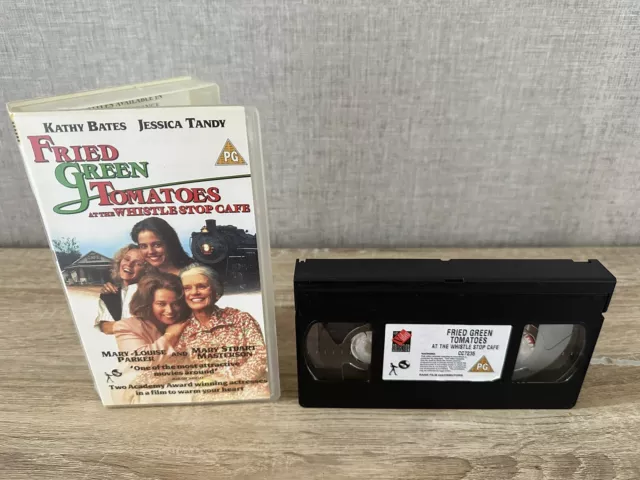 KATHY BATES JESSICA TANDY
FRIED
GREEN
TOMATOES
AT THE WHISTLE STOP CAFE
PG
MARY-LOUISE PARKER AND MARY STUART MASTERSON
"One of the most attractive
movies around"
Two Academy Award winning actresses
in a film to warm your heart
FRIED GREEN
TOMATOES
AT THE WHISTLE STOP CAFE
CC7236
WARNING
PG